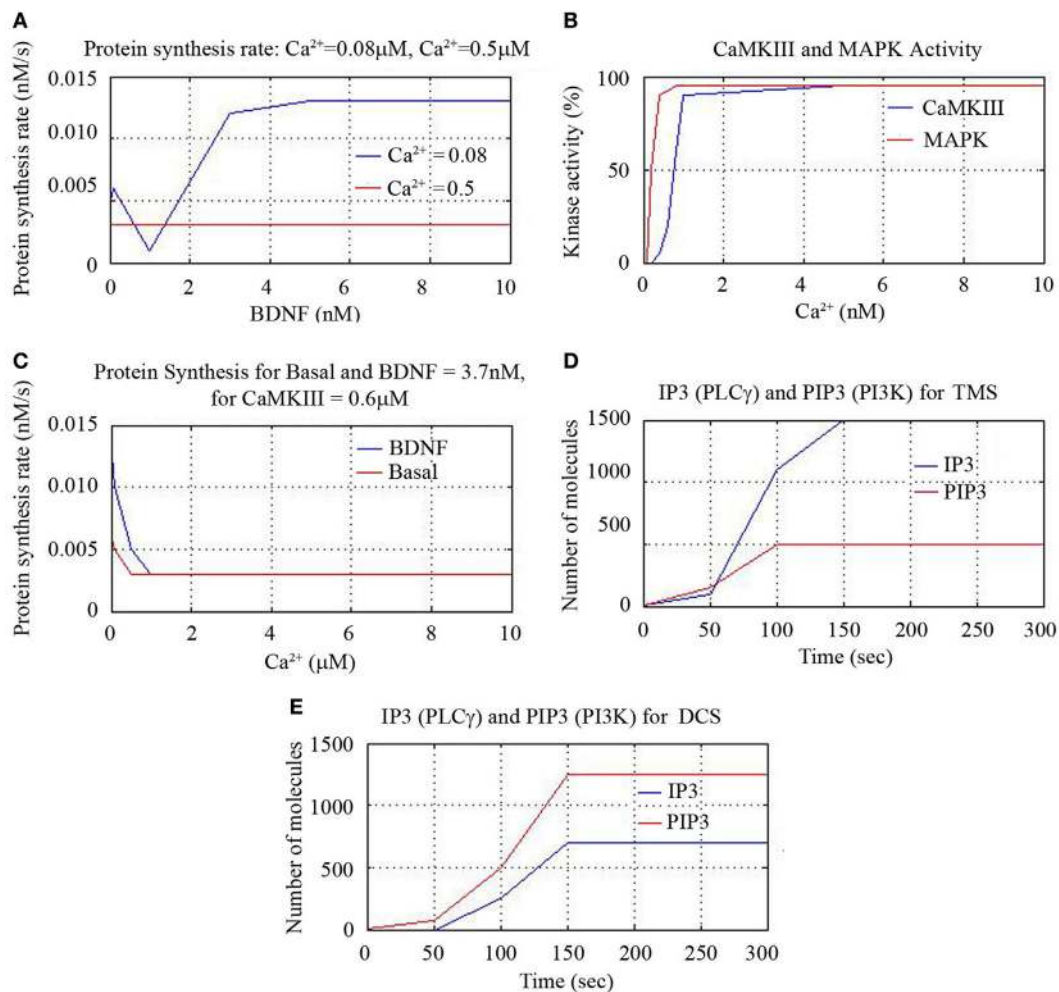 A
Protein synthesis rate: Ca²⁺=0.08μM, Ca²⁺=0.5μM
Protein synthesis rate (nM/s)
0.015
0.010
0.005
0
Ca²⁺ = 0.08
Ca²⁺ = 0.5
0 2 4 6 8 10
BDNF (nM)
B
CaMKIII and MAPK Activity
Kinase activity (%)
100
50
0
CaMKIII
MAPK
0 2 4 6 8 10
Ca²⁺ (nM)
C
Protein Synthesis for Basal and BDNF = 3.7nM,
for CaMKIII = 0.6μM
Protein synthesis rate (nM/s)
0.015
0.010
0.005
0
BDNF
Basal
0 2 4 6 8 10
Ca²⁺ (μM)
D
IP3 (PLCγ) and PIP3 (PI3K) for TMS
Number of molecules
1500
1000
500
0
IP3
PIP3
0 50 100 150 200 250 300
Time (sec)
E
IP3 (PLCγ) and PIP3 (PI3K) for DCS
Number of molecules
1500
1000
500
0
IP3
PIP3
0 50 100 150 200 250 300
Time (sec)